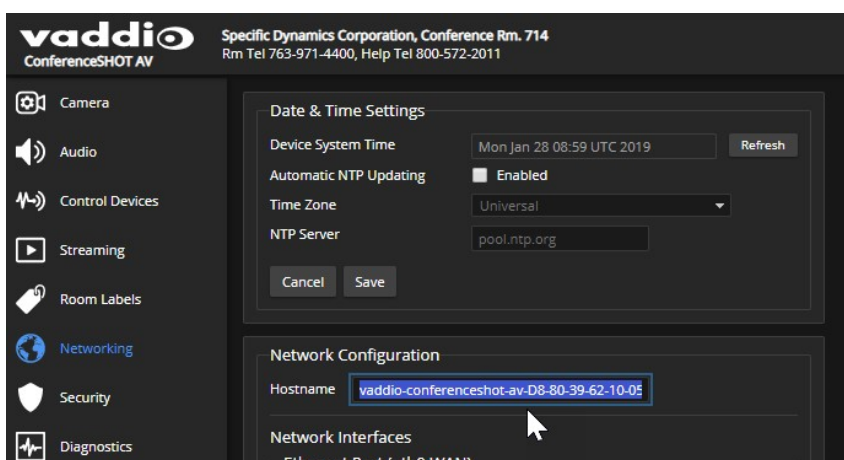 vaddio
ConferenceSHOT AV
Specific Dynamics Corporation, Conference Rm. 714
Rm Tel 763-971-4400, Help Tel 800-572-2011
Camera
Audio
Control Devices
Streaming
Room Labels
Networking
Security
Diagnostics
Date & Time Settings
Device System Time Mon Jan 28 08:59 UTC 2019 Refresh
Automatic NTP Updating Enabled
Time Zone Universal
NTP Server pool.ntp.org
Cancel Save
Network Configuration
Hostname vaddio-conferenceshot-av-D8-80-39-62-10-05
Network Interfaces